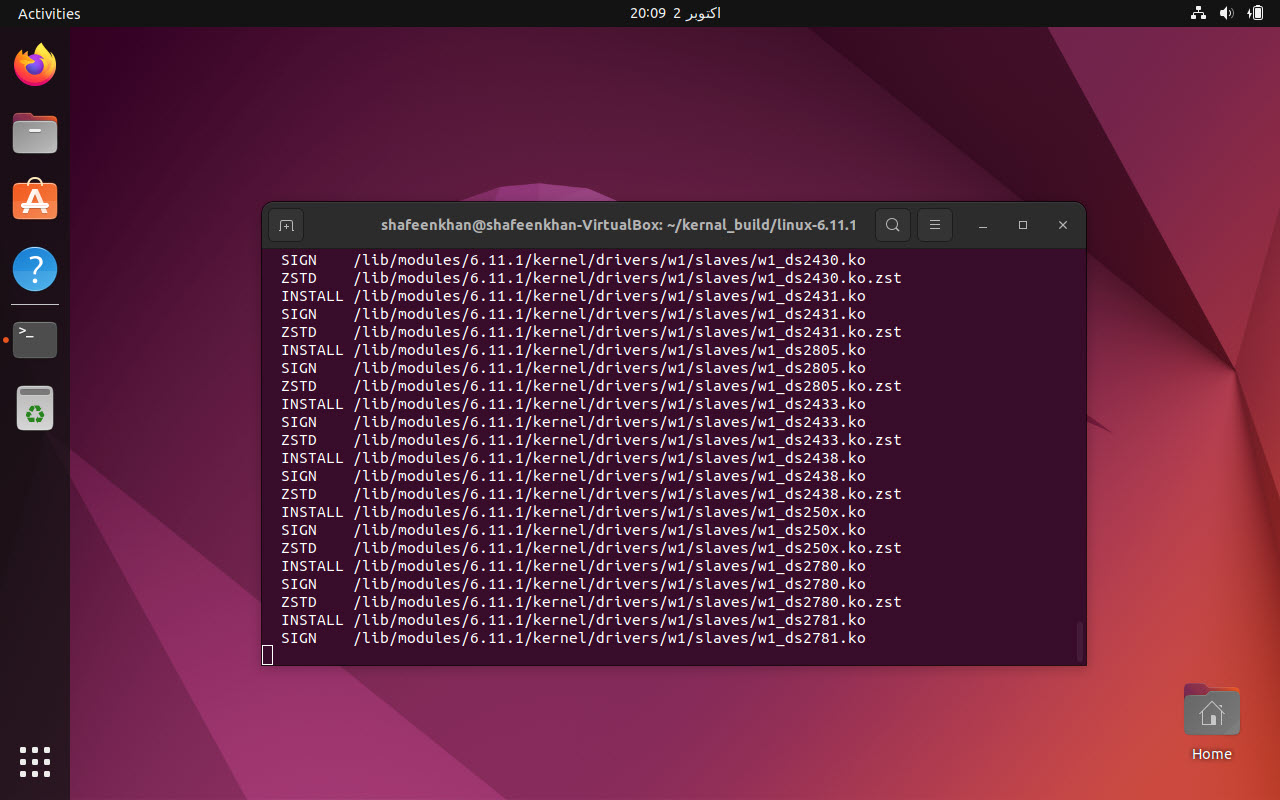 Activities
20:09 2 اکتوبر
shafeenkhan@shafeenkhan-VirtualBox: ~/kernal_build/linux-6.11.1
SIGN /lib/modules/6.11.1/kernel/drivers/w1/slaves/w1_ds2430.ko
ZSTD /lib/modules/6.11.1/kernel/drivers/w1/slaves/w1_ds2430.ko.zst
INSTALL /lib/modules/6.11.1/kernel/drivers/w1/slaves/w1_ds2431.ko
SIGN /lib/modules/6.11.1/kernel/drivers/w1/slaves/w1_ds2431.ko
ZSTD /lib/modules/6.11.1/kernel/drivers/w1/slaves/w1_ds2431.ko.zst
INSTALL /lib/modules/6.11.1/kernel/drivers/w1/slaves/w1_ds2805.ko
SIGN /lib/modules/6.11.1/kernel/drivers/w1/slaves/w1_ds2805.ko
ZSTD /lib/modules/6.11.1/kernel/drivers/w1/slaves/w1_ds2805.ko.zst
INSTALL /lib/modules/6.11.1/kernel/drivers/w1/slaves/w1_ds2433.ko
SIGN /lib/modules/6.11.1/kernel/drivers/w1/slaves/w1_ds2433.ko
ZSTD /lib/modules/6.11.1/kernel/drivers/w1/slaves/w1_ds2433.ko.zst
INSTALL /lib/modules/6.11.1/kernel/drivers/w1/slaves/w1_ds2438.ko
SIGN /lib/modules/6.11.1/kernel/drivers/w1/slaves/w1_ds2438.ko
ZSTD /lib/modules/6.11.1/kernel/drivers/w1/slaves/w1_ds2438.ko.zst
INSTALL /lib/modules/6.11.1/kernel/drivers/w1/slaves/w1_ds250x.ko
SIGN /lib/modules/6.11.1/kernel/drivers/w1/slaves/w1_ds250x.ko
ZSTD /lib/modules/6.11.1/kernel/drivers/w1/slaves/w1_ds250x.ko.zst
INSTALL /lib/modules/6.11.1/kernel/drivers/w1/slaves/w1_ds2780.ko
SIGN /lib/modules/6.11.1/kernel/drivers/w1/slaves/w1_ds2780.ko
ZSTD /lib/modules/6.11.1/kernel/drivers/w1/slaves/w1_ds2780.ko.zst
INSTALL /lib/modules/6.11.1/kernel/drivers/w1/slaves/w1_ds2781.ko
SIGN /lib/modules/6.11.1/kernel/drivers/w1/slaves/w1_ds2781.ko
Home